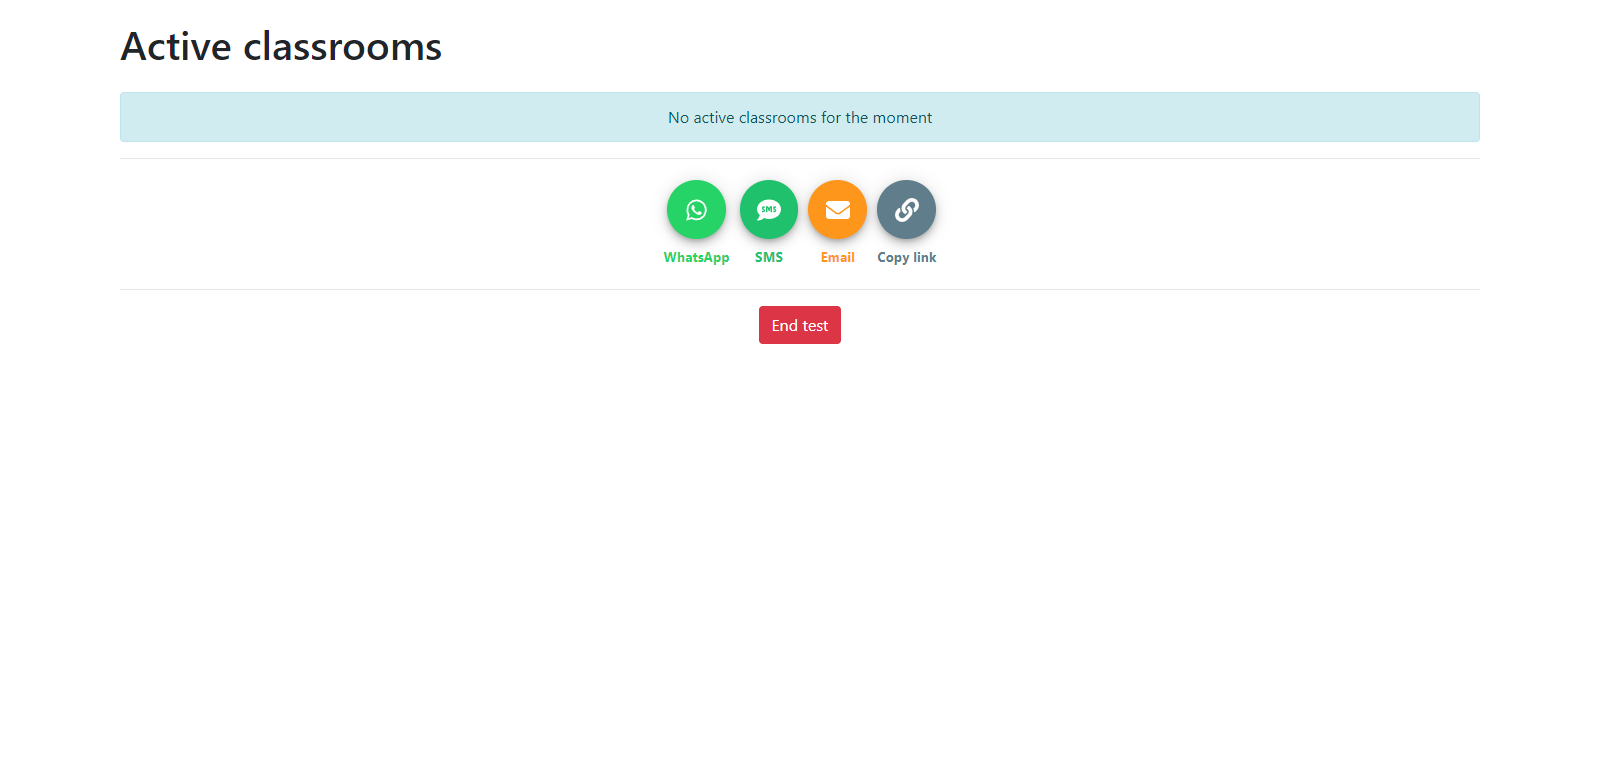 Active classrooms
No active classrooms for the moment
SMS
WhatsApp SMS Email Copy link
End test